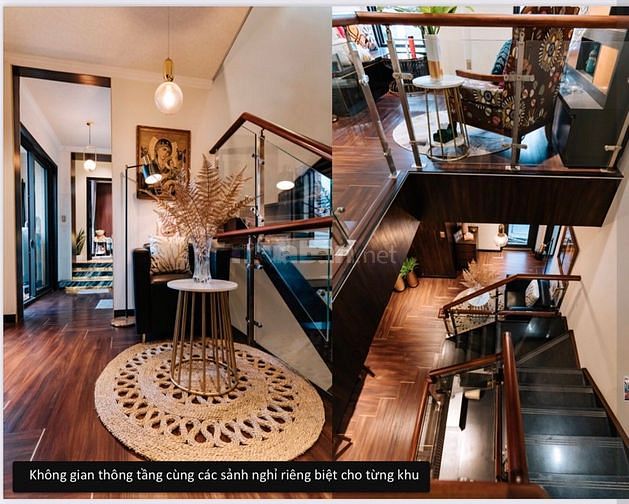 Không gian thông tầng cùng các sảnh nghỉ riêng biệt cho từng khu